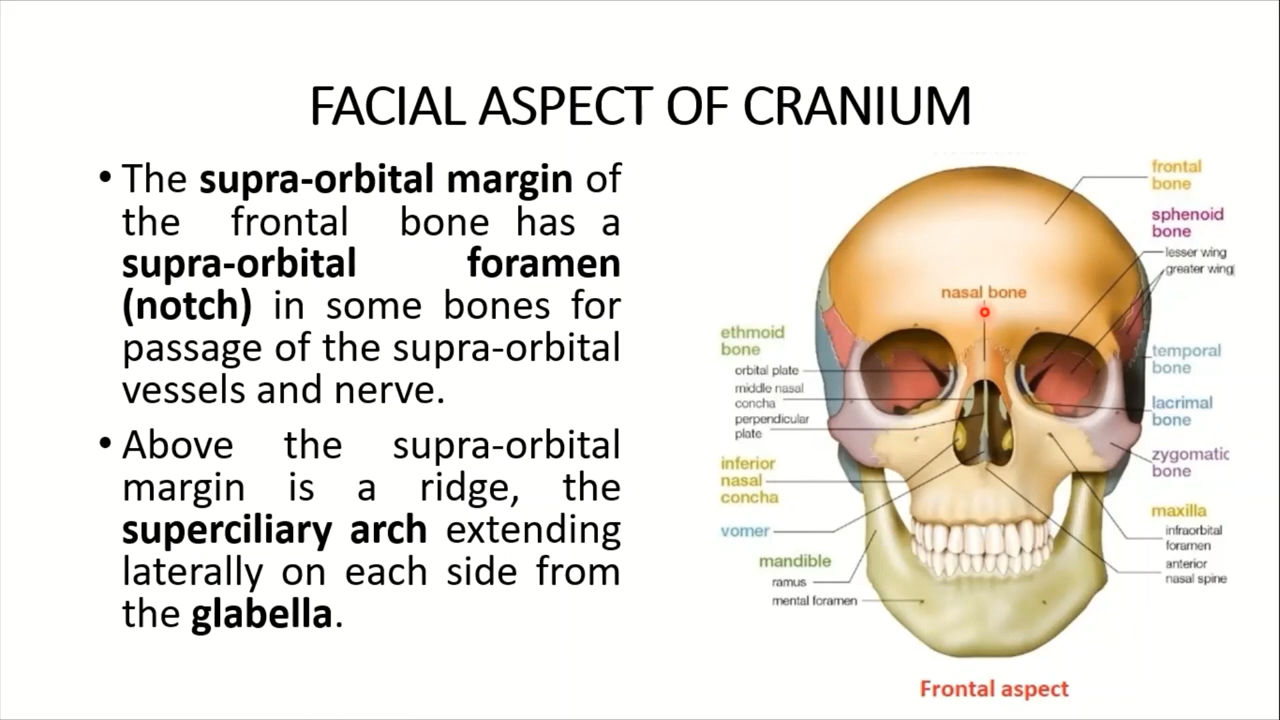 FACIAL ASPECT OF CRANIUM
• The supra-orbital margin of
the frontal bone has a
supra-orbital foramen
(notch) in some bones for
passage of the supra-orbital
vessels and nerve.
• Above the supra-orbital
margin is a ridge, the
superciliary arch extending
laterally on each side from
the glabella.
frontal
bone
sphenoid
bone
lesser wing
greater wing
nasal bone
ethmoid
bone
orbital plate
middle nasal
concha
perpendicular
plate
inferior
nasal
concha
vomer
mandible
ramus
mental foramen
temporal
bone
lacrimal
bone
zygomatic
bone
maxilla
infraorbital
foramen
anterior
nasal spine
Frontal aspect